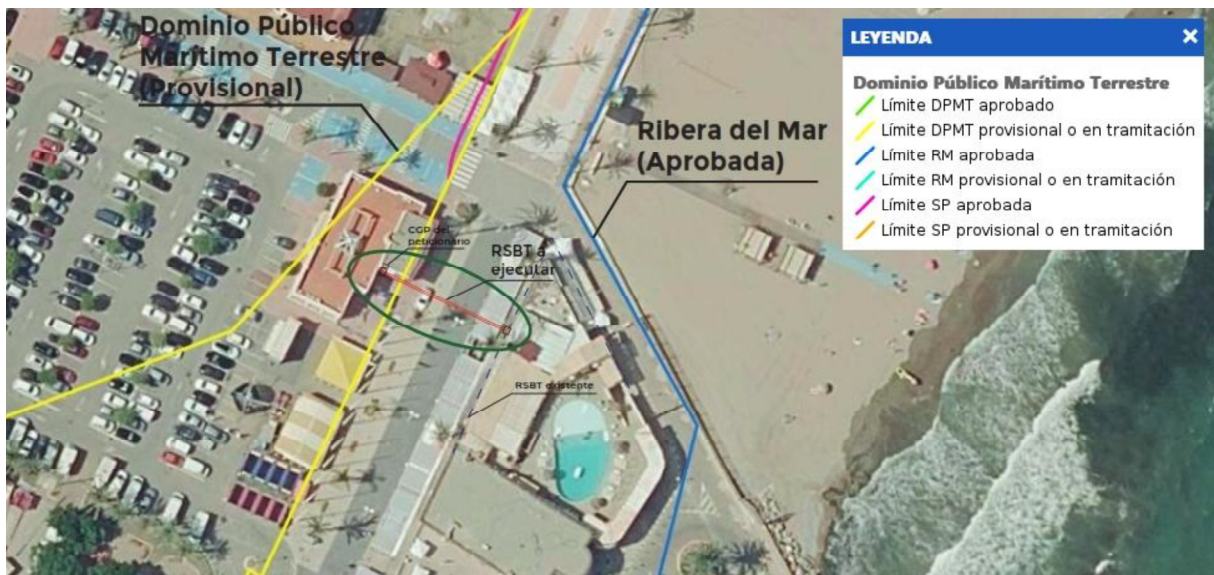 Dominio Público
Marítimo Terrestre
(Provisional)
Ribera del Mar
(Aprobada)
CGP del
peticionario
RSBT a
ejecutar
RSBT existente
LEYENDA
Dominio Público Marítimo Terrestre
Límite DPMT aprobado
Límite DPMT provisional o en tramitación
Límite RM aprobada
Límite RM provisional o en tramitación
Límite SP aprobada
Límite SP provisional o en tramitación